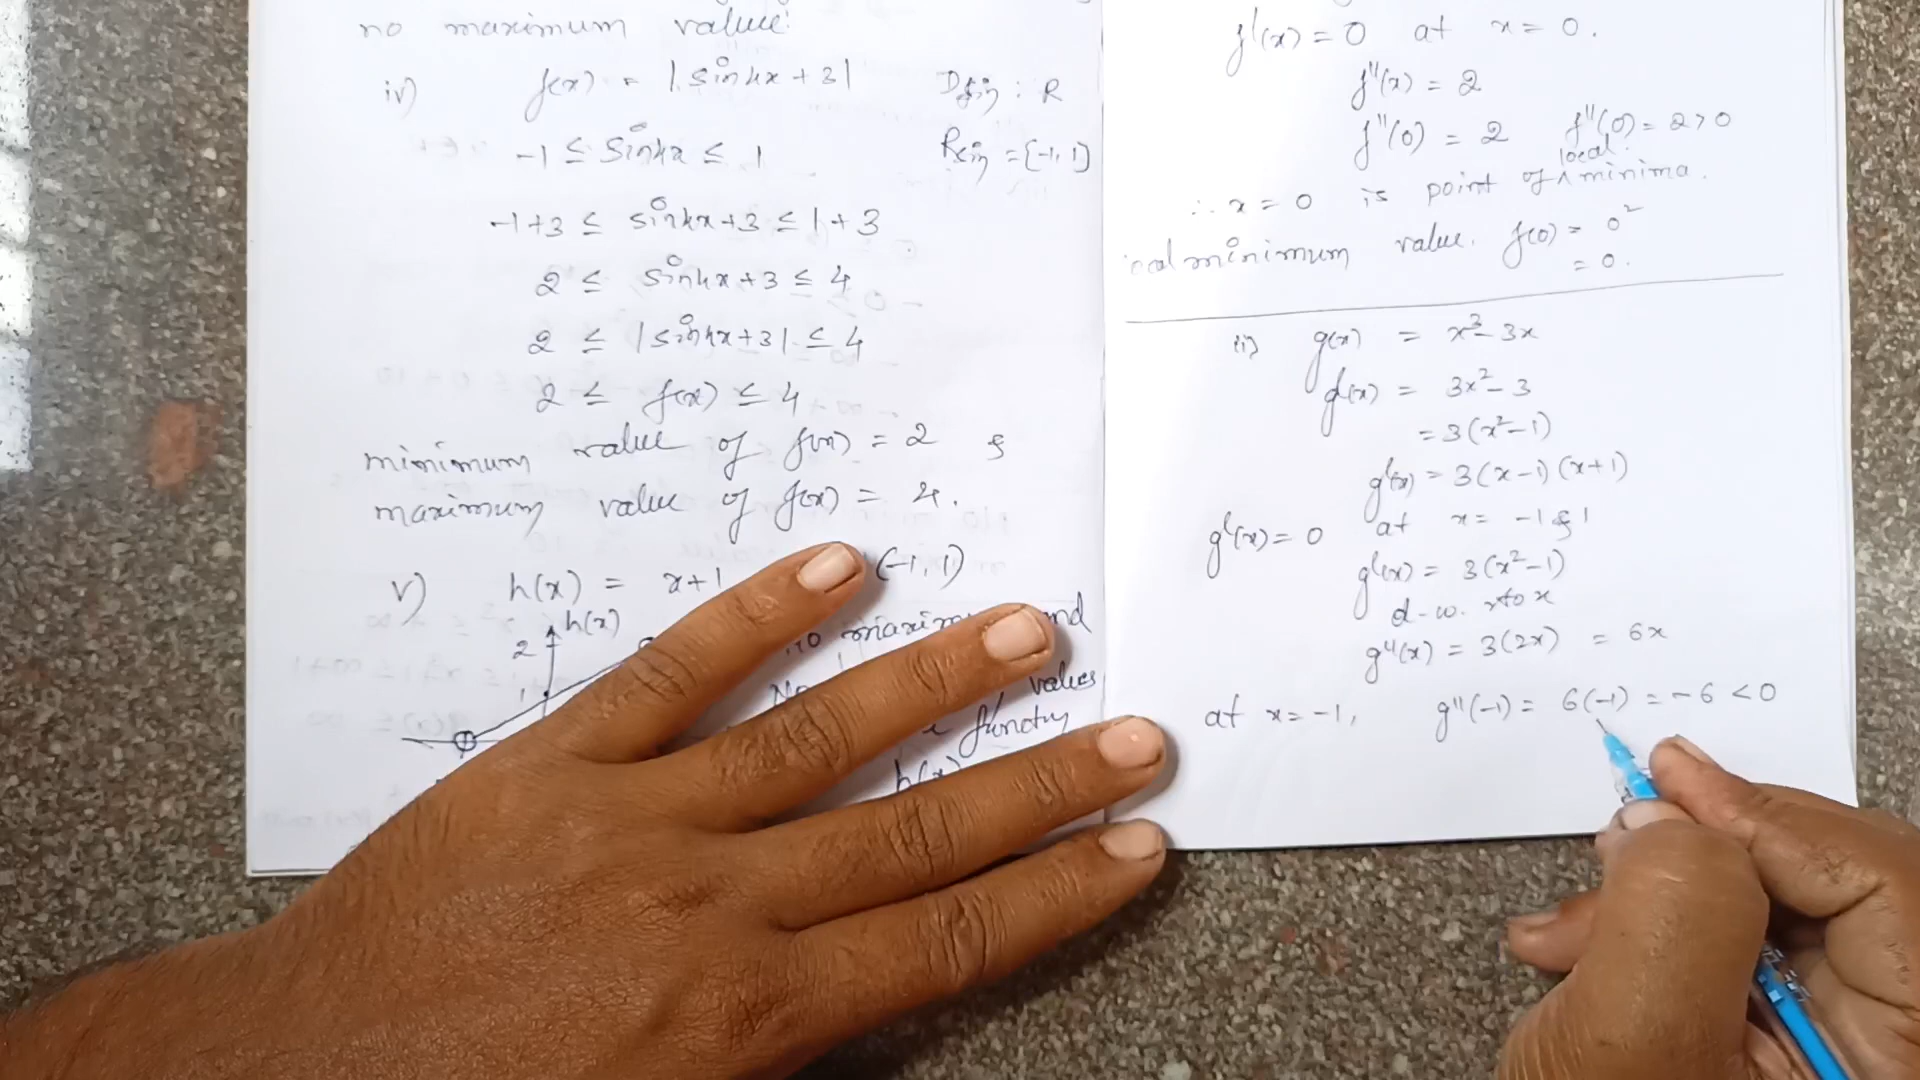 no maximum value.
iv) f(x) = |sin4x+3| Dfin : R
-1 ≤ sin4x ≤ 1 = [-1, 1]
-1+3 ≤ sin4x+3 ≤ 1+3
2 ≤ sin4x+3 ≤ 4
2 ≤ |sin4x+3| ≤ 4
2 ≤ f(x) ≤ 4
minimum value of f(x) = 2 &
maximum value of f(x) = 4.
v) h(x) = x+1 (-1, 1)
h(x)
2
1
No and
No values
h(x)
f'(x) = 0 at x = 0.
f''(x) = 2
f''(0) = 2 f''(0) = 2 > 0
∴ x = 0 is point of ^ local minima.
minimum value. f(0) = 0²
= 0.
ii) g(x) = x³-3x
g'(x) = 3x²-3
= 3(x²-1)
g'(x) = 3(x-1)(x+1)
g'(x) = 0 at x = -1 & 1
g'(x) = 3(x²-1)
d.w. r to x
g''(x) = 3(2x) = 6x
at x = -1, g''(-1) = 6(-1) = -6 < 0